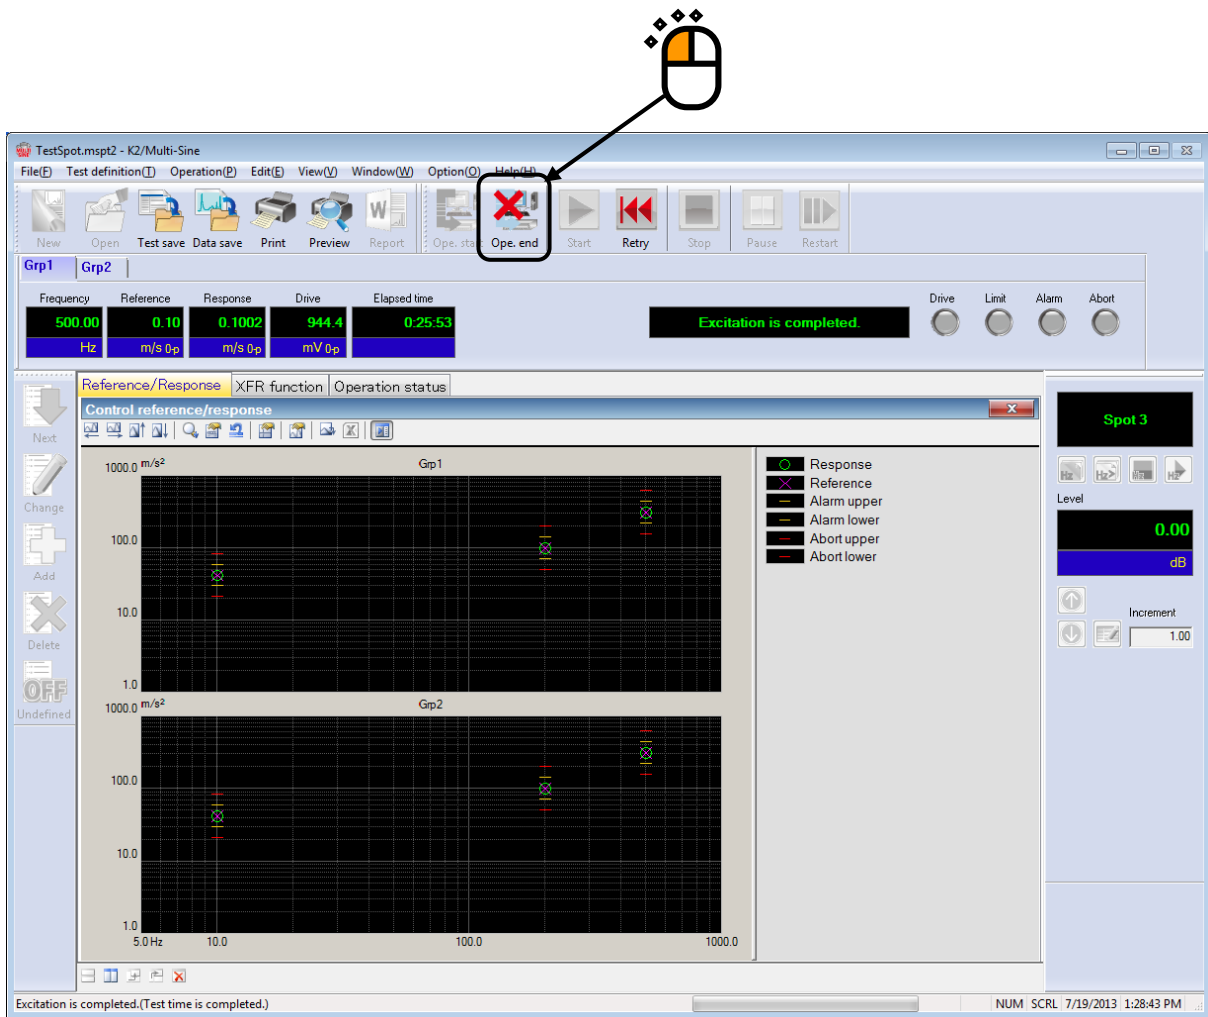 TestSpot.mspt2 - K2/Multi-Sine
File(F) Test definition(T) Operation(P) Edit(E) View(V) Window(W) Option(O) Help(H)
New Open Test save Data save Print Preview Report Ope. start Ope. end Start Retry Stop Pause Restart
Grp1 Grp2
Frequency Reference Response Drive Elapsed time Drive Limit Alarm Abort
500.00 0.10 0.1002 944.4 0:25:53 Excitation is completed.
Hz m/s 0-p m/s 0-p mV 0-p
Reference/Response XFR function Operation status
Control reference/response
Next
Change
Add
Delete
OFF
Undefined
1000.0 m/s² Grp1
100.0
10.0
1.0
1000.0 m/s² Grp2
100.0
10.0
1.0
5.0 Hz 10.0 100.0 1000.0
Response
Reference
Alarm upper
Alarm lower
Abort upper
Abort lower
Spot 3
Level
0.00
dB
Increment
1.00
Excitation is completed.(Test time is completed.) NUM SCRL 7/19/2013 1:28:43 PM